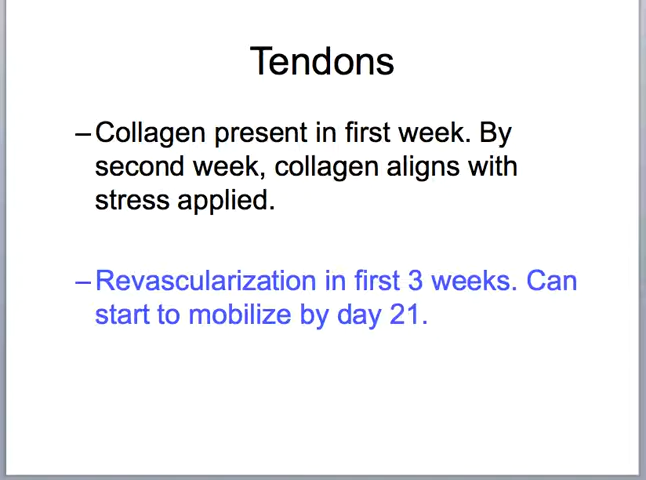 Tendons
–Collagen present in first week. By
second week, collagen aligns with
stress applied.
–Revascularization in first 3 weeks. Can
start to mobilize by day 21.